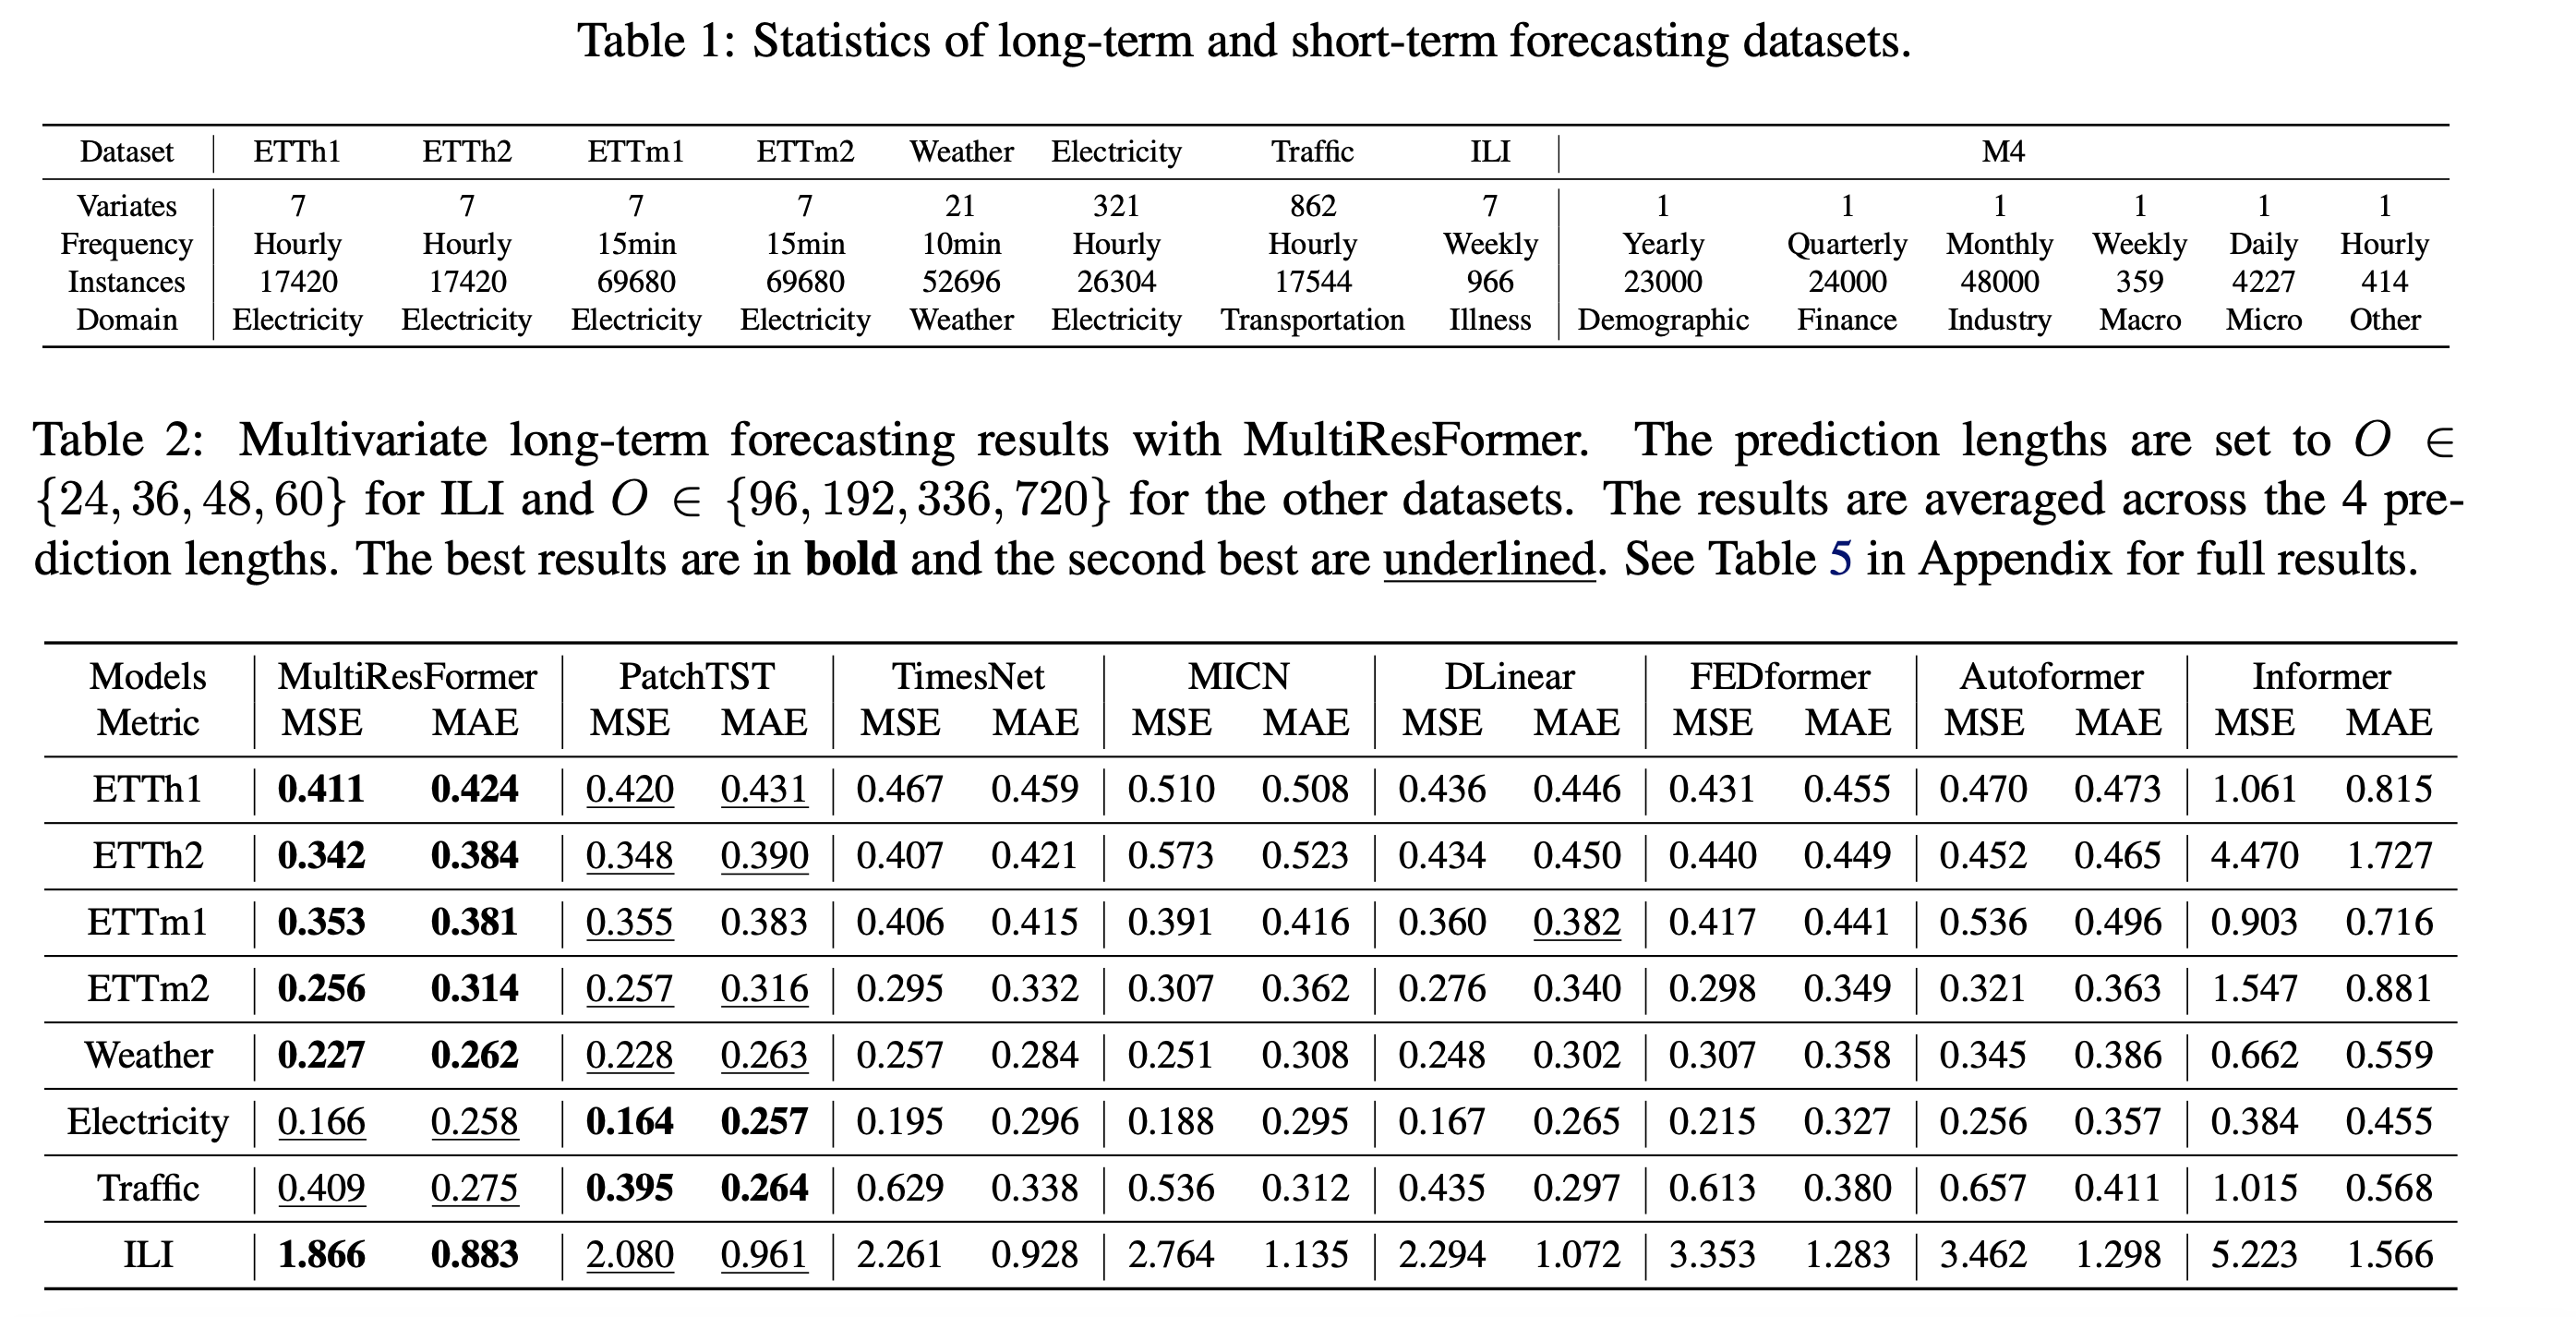 Table 1: Statistics of long-term and short-term forecasting datasets.
Dataset ETTh1 ETTh2 ETTm1 ETTm2 Weather Electricity Traffic ILI M4
Variates 7 7 7 7 21 321 862 7 1 1 1 1 1 1
Frequency Hourly Hourly 15min 15min 10min Hourly Hourly Weekly Yearly Quarterly Monthly Weekly Daily Hourly
Instances 17420 17420 69680 69680 52696 26304 17544 966 23000 24000 48000 359 4227 414
Domain Electricity Electricity Electricity Electricity Weather Electricity Transportation Illness Demographic Finance Industry Macro Micro Other
Table 2: Multivariate long-term forecasting results with MultiResFormer. The prediction lengths are set to O ∈
{24, 36, 48, 60} for ILI and O ∈ {96, 192, 336, 720} for the other datasets. The results are averaged across the 4 pre-
diction lengths. The best results are in bold and the second best are underlined. See Table 5 in Appendix for full results.
Models MultiResFormer PatchTST TimesNet MICN DLinear FEDformer Autoformer Informer
Metric MSE MAE MSE MAE MSE MAE MSE MAE MSE MAE MSE MAE MSE MAE MSE MAE
ETTh1 0.411 0.424 0.420 0.431 0.467 0.459 0.510 0.508 0.436 0.446 0.431 0.455 0.470 0.473 1.061 0.815
ETTh2 0.342 0.384 0.348 0.390 0.407 0.421 0.573 0.523 0.434 0.450 0.440 0.449 0.452 0.465 4.470 1.727
ETTm1 0.353 0.381 0.355 0.383 0.406 0.415 0.391 0.416 0.360 0.382 0.417 0.441 0.536 0.496 0.903 0.716
ETTm2 0.256 0.314 0.257 0.316 0.295 0.332 0.307 0.362 0.276 0.340 0.298 0.349 0.321 0.363 1.547 0.881
Weather 0.227 0.262 0.228 0.263 0.257 0.284 0.251 0.308 0.248 0.302 0.307 0.358 0.345 0.386 0.662 0.559
Electricity 0.166 0.258 0.164 0.257 0.195 0.296 0.188 0.295 0.167 0.265 0.215 0.327 0.256 0.357 0.384 0.455
Traffic 0.409 0.275 0.395 0.264 0.629 0.338 0.536 0.312 0.435 0.297 0.613 0.380 0.657 0.411 1.015 0.568
ILI 1.866 0.883 2.080 0.961 2.261 0.928 2.764 1.135 2.294 1.072 3.353 1.283 3.462 1.298 5.223 1.566